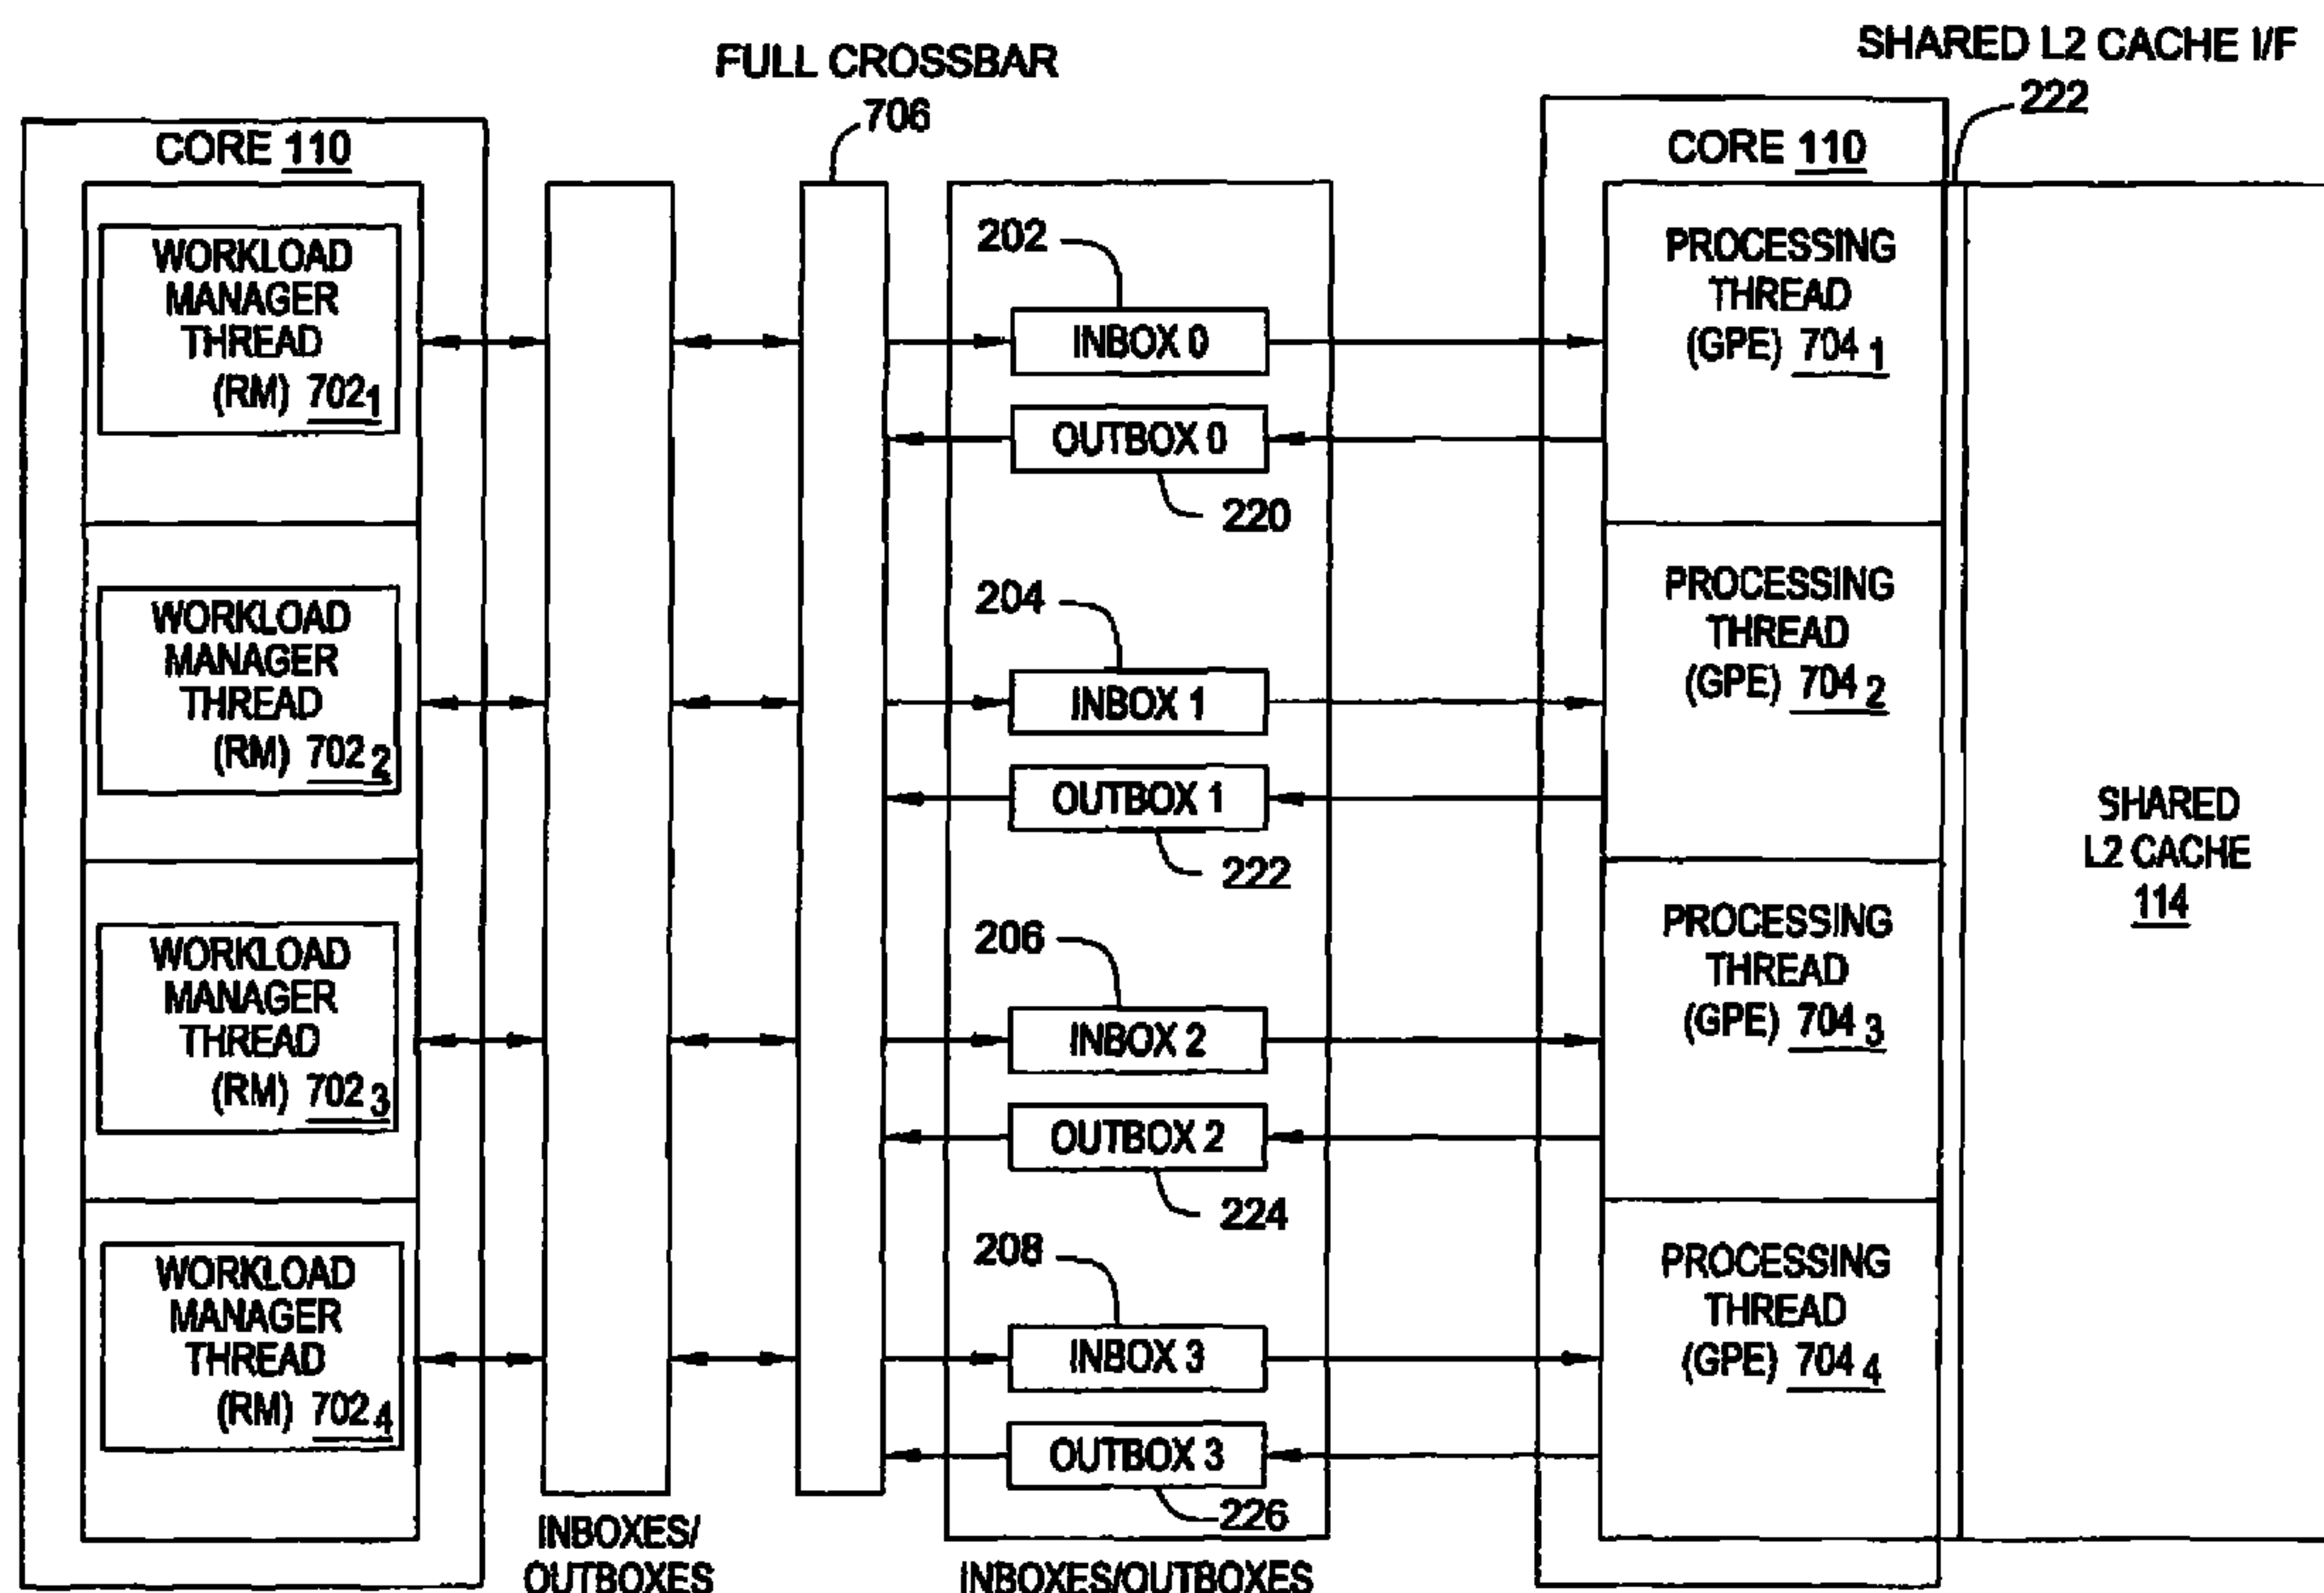 FULL CROSSBAR
706
SHARED L2 CACHE I/F
222
CORE 110
WORKLOAD
MANAGER
THREAD
(RM) 702 1
WORKLOAD
MANAGER
THREAD
(RM) 702 2
WORKLOAD
MANAGER
THREAD
(RM) 702 3
WORKLOAD
MANAGER
THREAD
(RM) 702 4
INBOXES/
OUTBOXES
202
INBOX 0
OUTBOX 0
220
204
INBOX 1
OUTBOX 1
222
206
INBOX 2
OUTBOX 2
224
208
INBOX 3
OUTBOX 3
226
INBOXES/OUTBOXES
CORE 110
PROCESSING
THREAD
(GPE) 704 1
PROCESSING
THREAD
(GPE) 704 2
PROCESSING
THREAD
(GPE) 704 3
PROCESSING
THREAD
(GPE) 704 4
SHARED
L2 CACHE
114